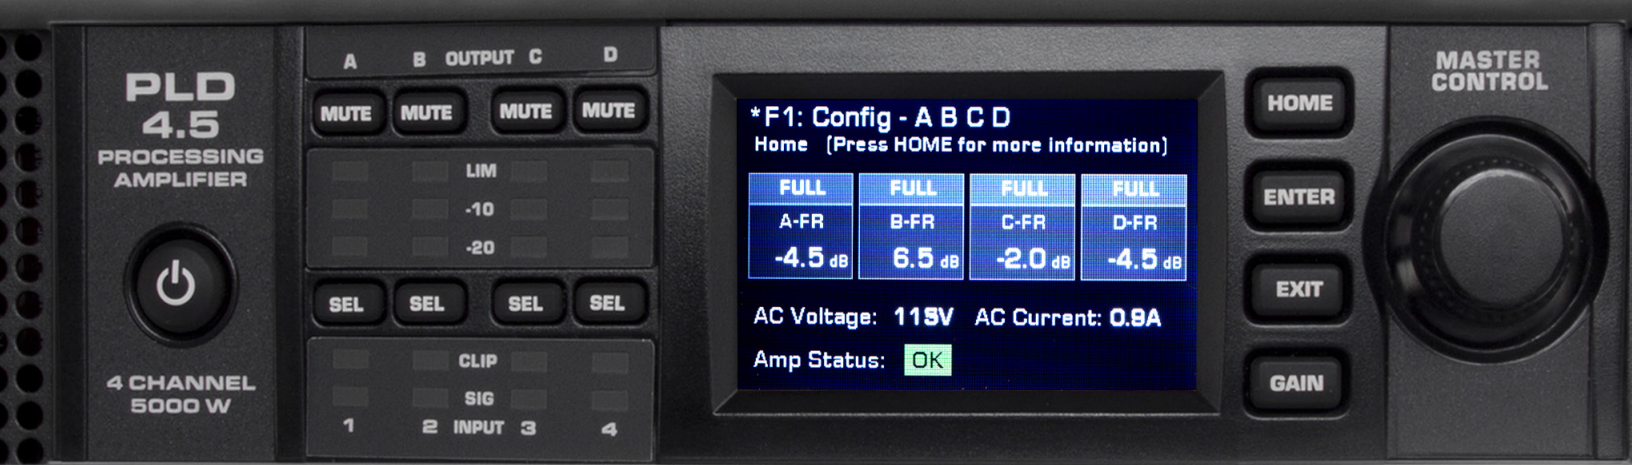 PLD
4.5
PROCESSING
AMPLIFIER
4 CHANNEL
5000 W
A B OUTPUT C D
MUTE MUTE MUTE MUTE
LIM
-10
-20
SEL SEL SEL SEL
CLIP
SIG
1 2 INPUT 3 4
*F1: Config - A B C D
Home (Press HOME for more information)
FULL FULL FULL FULL
A-FR B-FR C-FR D-FR
-4.5 dB 6.5 dB -2.0 dB -4.5 dB
AC Voltage: AC Current: 0.9A
Amp Status: OK
HOME
ENTER
EXIT
GAIN
MASTER
CONTROL